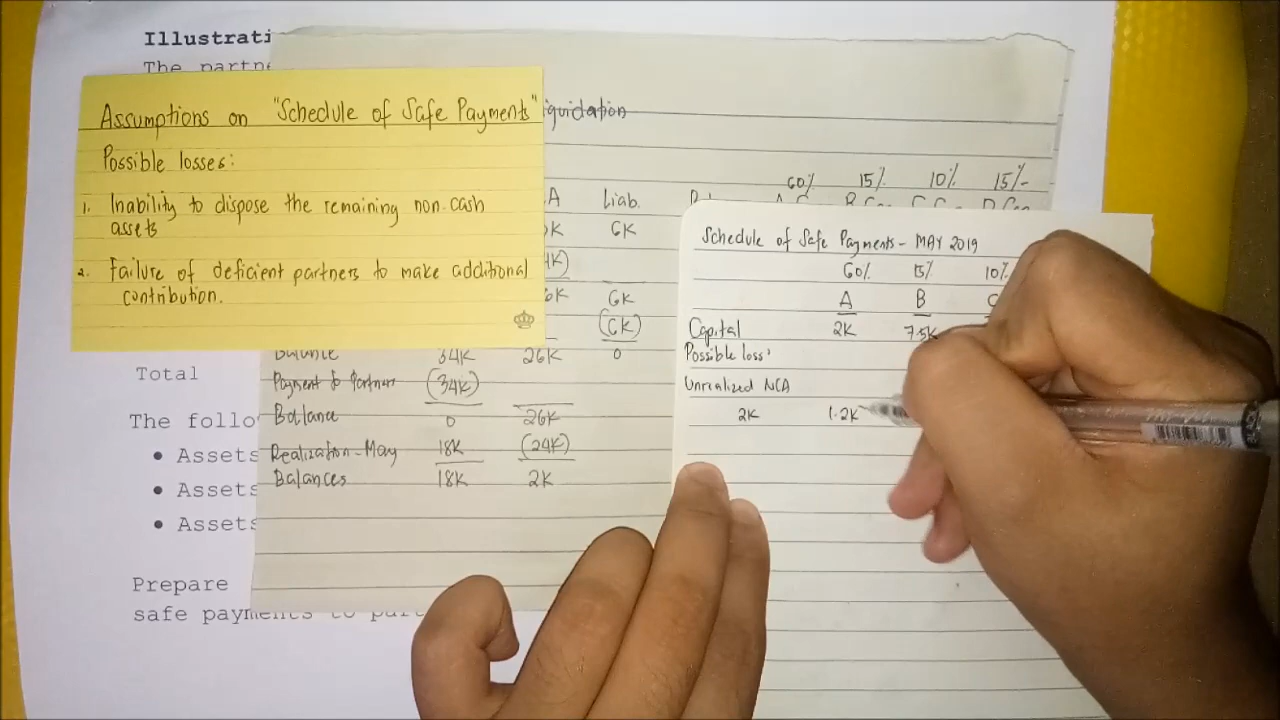 Illustrati
The partn
Assumptions on "Schedule of Safe Payments"
Possible losses:
1. Inability to dispose the remaining non-cash
assets
2. Failure of deficient partners to make additional
contribution.
iquidation
60% 15% 10% 15%
A Liab.
K 6K
6K 6K
(6K)
Balance 34K 26K 0
Payment to Partners (34K)
Balance 0 26K
Realization-May 18K (24K)
Balances 18K 2K
Total
The follo
• Assets
• Assets
• Assets
Prepare
safe payments to part
Schedule of Safe Payments - MAY 2019
60% 15% 10%
A B C
Capital 2K 7.5K
Possible loss:
Unrealized NCA
2K 1.2K